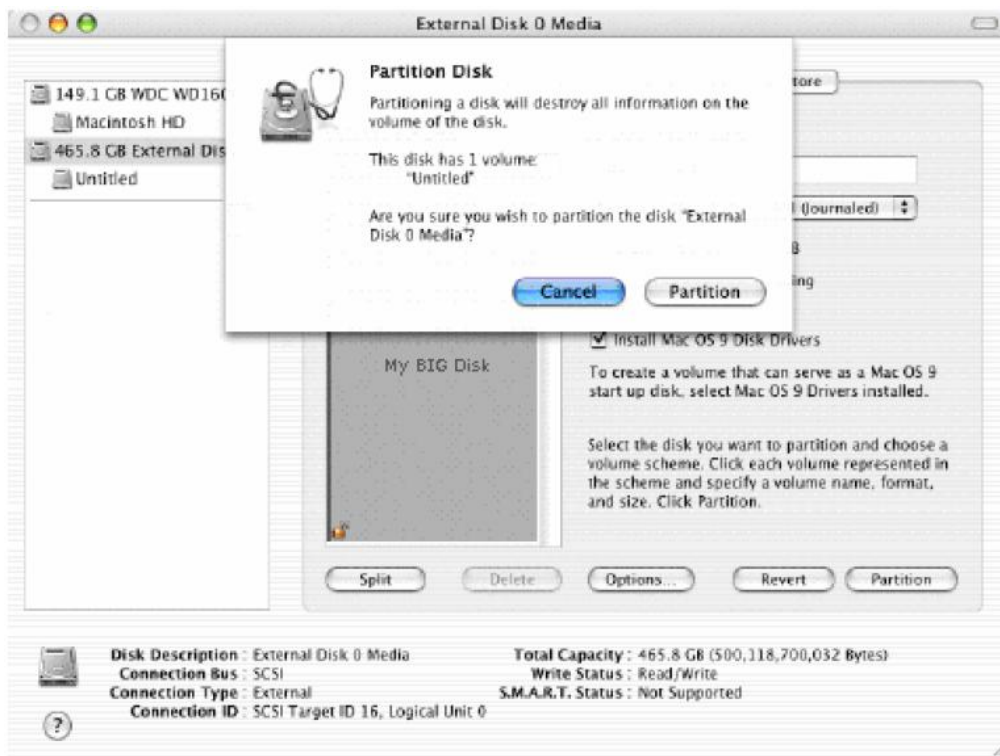 External Disk 0 Media
Partition Disk
Partitioning a disk will destroy all information on the
volume of the disk.
This disk has 1 volume:
"Untitled"
Are you sure you wish to partition the disk "External
Disk 0 Media"?
Cancel
Partition
149.1 GB WDC WD160
Macintosh HD
465.8 GB External Dis
Untitled
tore
(Journaled)
B
ing
My BIG Disk
Install Mac OS 9 Disk Drivers
To create a volume that can serve as a Mac OS 9
start up disk, select Mac OS 9 Drivers installed.
Select the disk you want to partition and choose a
volume scheme. Click each volume represented in
the scheme and specify a volume name, format,
and size. Click Partition.
Split
Delete
Options...
Revert
Partition
Disk Description : External Disk 0 Media
Connection Bus : SCSI
Connection Type : External
Connection ID : SCSI Target ID 16, Logical Unit 0
Total Capacity : 465.8 GB (500,118,700,032 Bytes)
Write Status : Read/Write
S.M.A.R.T. Status : Not Supported
?